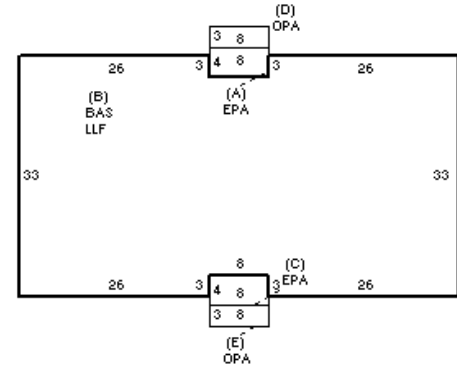 (D)
OPA
3 8
26 3 4 8 3 26
(A)
EPA
(B)
BAS
LLF
33 33
8
(C)
EPA
26 3 4 8 3 26
3 8
(E)
OPA